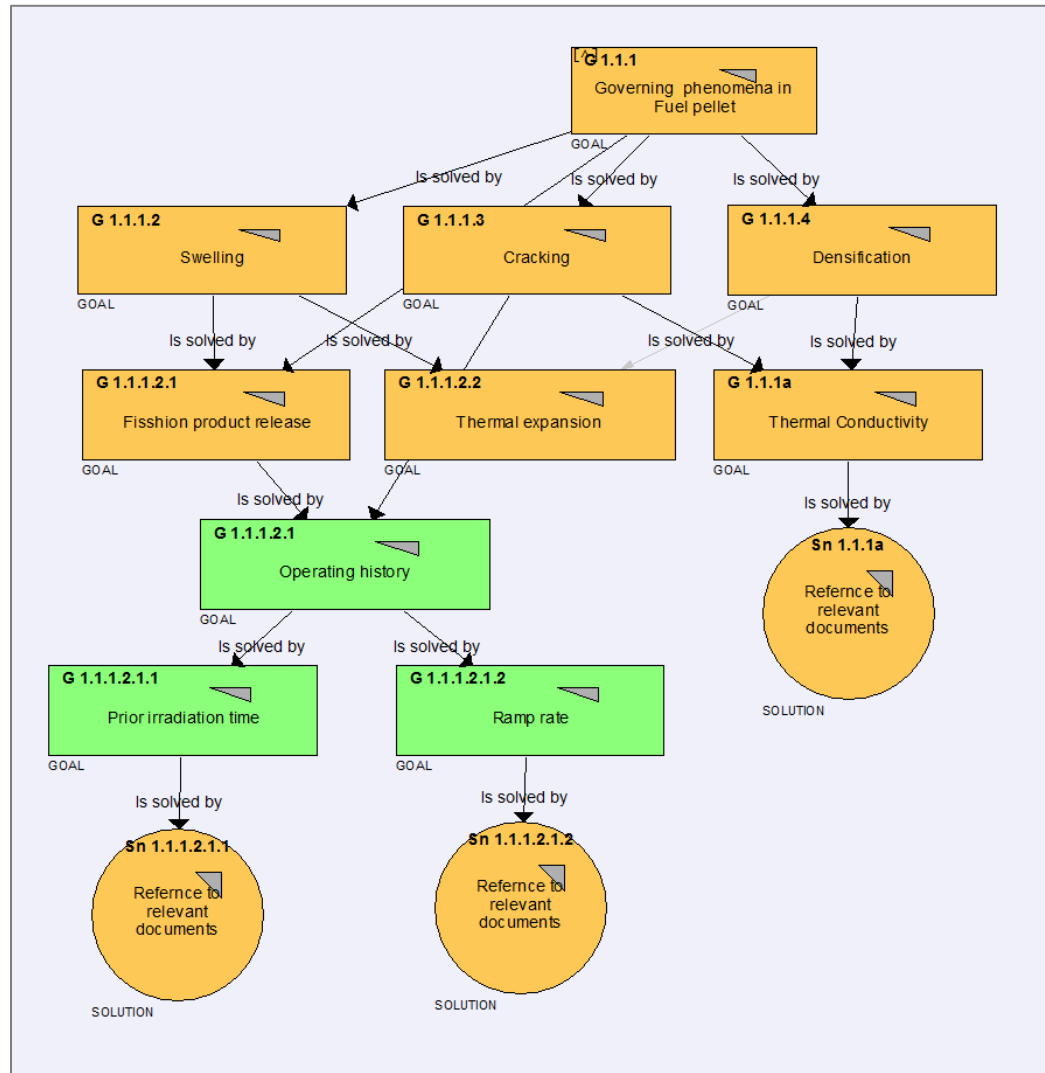 [^]
G 1.1.1
Governing phenomena in
Fuel pellet
GOAL
Is solved by
Is solved by
Is solved by
G 1.1.1.2
Swelling
GOAL
G 1.1.1.3
Cracking
GOAL
G 1.1.1.4
Densification
GOAL
Is solved by
Is solved by
Is solved by
Is solved by
G 1.1.1.2.1
Fisshion product release
GOAL
G 1.1.1.2.2
Thermal expansion
GOAL
G 1.1.1a
Thermal Conductivity
GOAL
Is solved by
Is solved by
G 1.1.1.2.1
Operating history
GOAL
Sn 1.1.1a
Refernce to
relevant
documents
SOLUTION
Is solved by
Is solved by
G 1.1.1.2.1.1
Prior irradiation time
GOAL
G 1.1.1.2.1.2
Ramp rate
GOAL
Is solved by
Is solved by
Sn 1.1.1.2.1.1
Refernce to
relevant
documents
SOLUTION
Sn 1.1.1.2.1.2
Refernce to
relevant
documents
SOLUTION